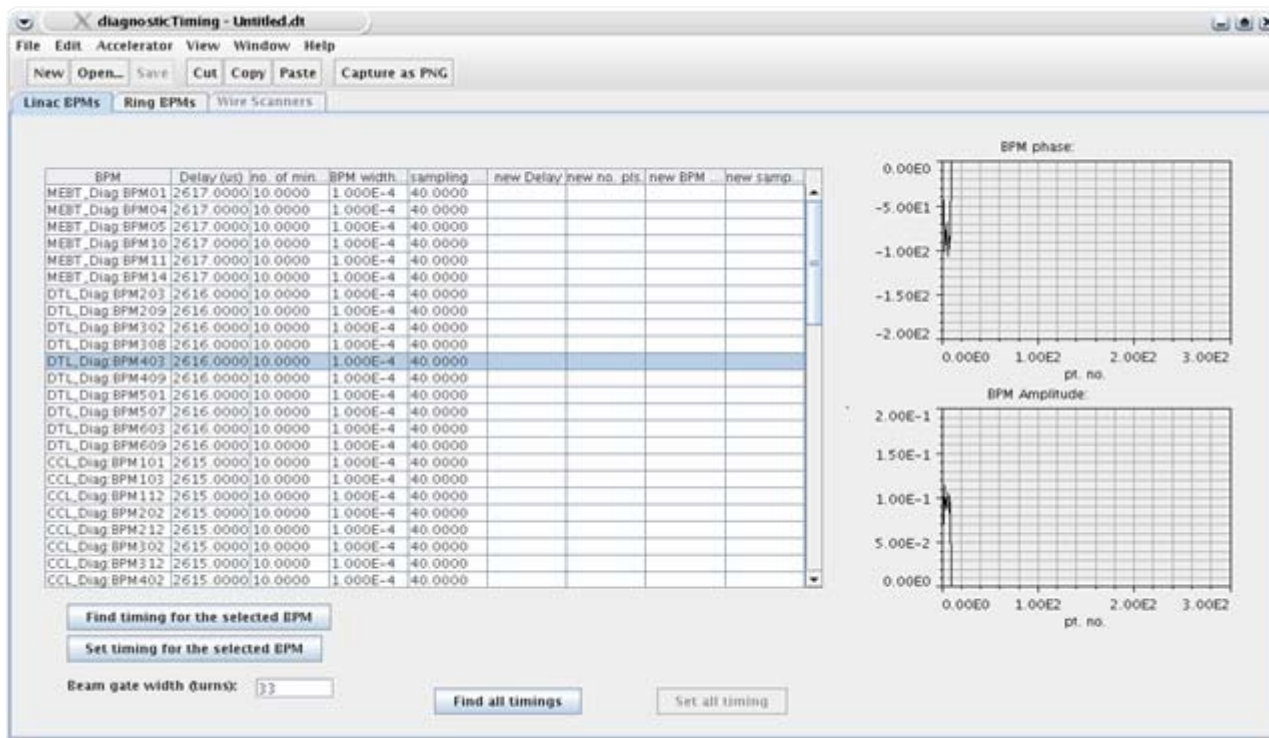 diagnosticTiming - Untitled.dt
File Edit Accelerator View Window Help
New Open... Save Cut Copy Paste Capture as PNG
Linac BPMs Ring BPMs Wire Scanners
BPM Delay (us) no. of min... BPM width... sampling... new Delay new no. pls. new BPM ... new samp...
MEBT_Diag:BPM01 2617.0000 10.0000 1.000E-4 40.0000
MEBT_Diag:BPM04 2617.0000 10.0000 1.000E-4 40.0000
MEBT_Diag:BPM05 2617.0000 10.0000 1.000E-4 40.0000
MEBT_Diag:BPM10 2617.0000 10.0000 1.000E-4 40.0000
MEBT_Diag:BPM11 2617.0000 10.0000 1.000E-4 40.0000
MEBT_Diag:BPM14 2617.0000 10.0000 1.000E-4 40.0000
DTL_Diag:BPM203 2616.0000 10.0000 1.000E-4 40.0000
DTL_Diag:BPM209 2616.0000 10.0000 1.000E-4 40.0000
DTL_Diag:BPM302 2616.0000 10.0000 1.000E-4 40.0000
DTL_Diag:BPM308 2616.0000 10.0000 1.000E-4 40.0000
DTL_Diag:BPM403 2616.0000 10.0000 1.000E-4 40.0000
DTL_Diag:BPM409 2616.0000 10.0000 1.000E-4 40.0000
DTL_Diag:BPM501 2616.0000 10.0000 1.000E-4 40.0000
DTL_Diag:BPM507 2616.0000 10.0000 1.000E-4 40.0000
DTL_Diag:BPM603 2616.0000 10.0000 1.000E-4 40.0000
DTL_Diag:BPM609 2616.0000 10.0000 1.000E-4 40.0000
CCL_Diag:BPM101 2615.0000 10.0000 1.000E-4 40.0000
CCL_Diag:BPM103 2615.0000 10.0000 1.000E-4 40.0000
CCL_Diag:BPM112 2615.0000 10.0000 1.000E-4 40.0000
CCL_Diag:BPM202 2615.0000 10.0000 1.000E-4 40.0000
CCL_Diag:BPM212 2615.0000 10.0000 1.000E-4 40.0000
CCL_Diag:BPM302 2615.0000 10.0000 1.000E-4 40.0000
CCL_Diag:BPM312 2615.0000 10.0000 1.000E-4 40.0000
CCL_Diag:BPM402 2615.0000 10.0000 1.000E-4 40.0000
Find timing for the selected BPM
Set timing for the selected BPM
Beam gate width (turns): 33
Find all timings Set all timing
BPM phase:
0.00E0
-5.00E1
-1.00E2
-1.50E2
-2.00E2
0.00E0 1.00E2 2.00E2 3.00E2
pt. no.
BPM Amplitude:
2.00E-1
1.50E-1
1.00E-1
5.00E-2
0.00E0
0.00E0 1.00E2 2.00E2 3.00E2
pt. no.